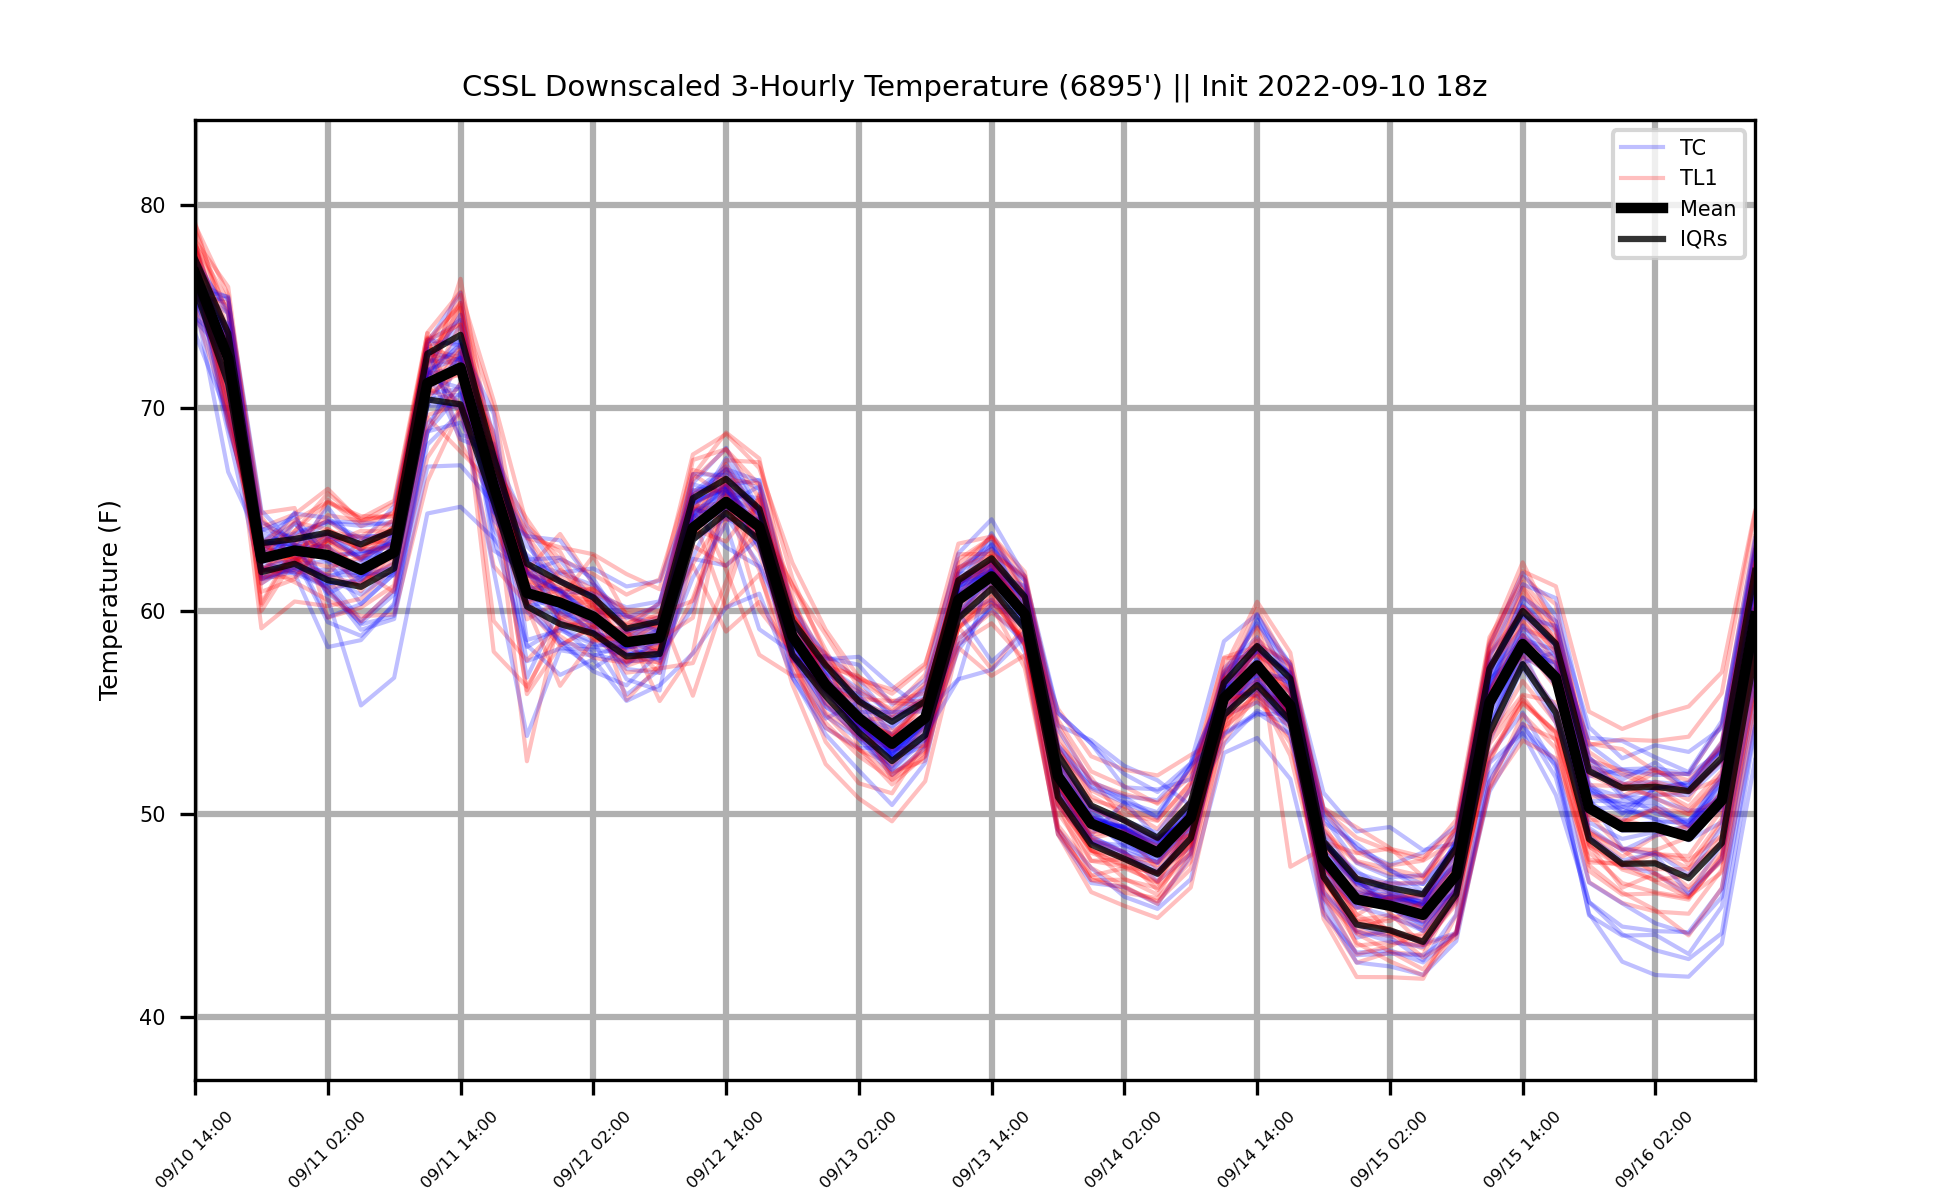 CSSL Downscaled 3-Hourly Temperature (6895') || Init 2022-09-10 18z
TC
TL1
Mean
IQRs
Temperature (F)
80
70
60
50
40
09/10 14:00
09/11 02:00
09/11 14:00
09/12 02:00
09/12 14:00
09/13 02:00
09/13 14:00
09/14 02:00
09/14 14:00
09/15 02:00
09/15 14:00
09/16 02:00